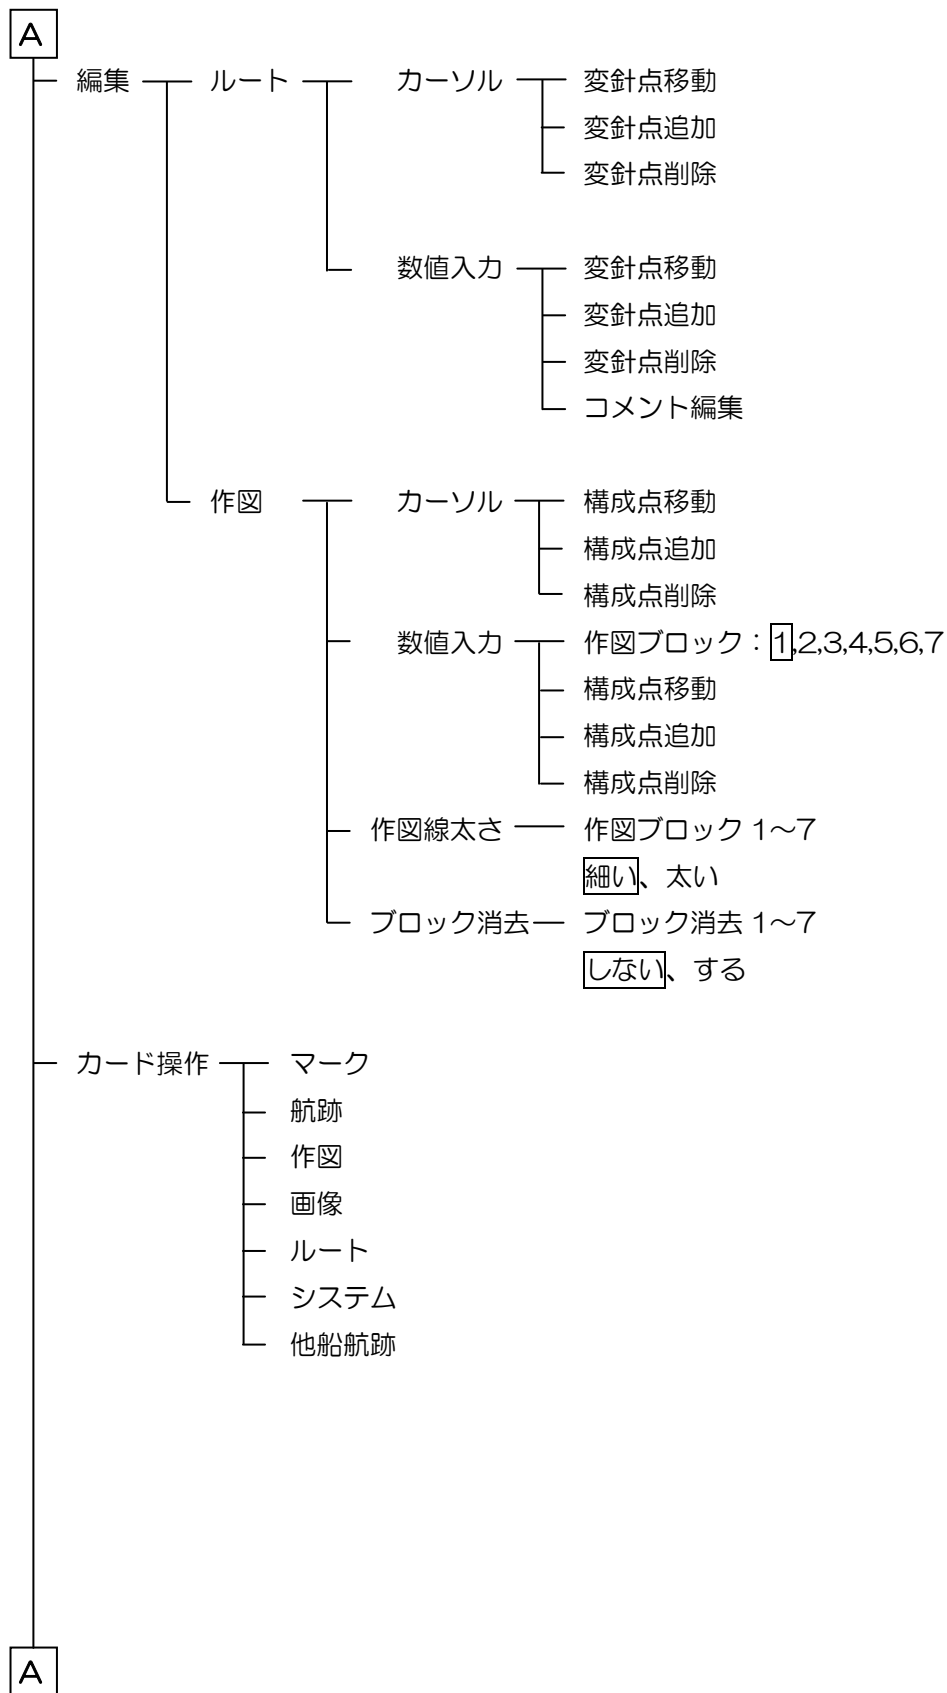 A
編集 ルート カーソル 変針点移動
変針点追加
変針点削除
数値入力 変針点移動
変針点追加
変針点削除
コメント編集
作図 カーソル 構成点移動
構成点追加
構成点削除
数値入力 作図ブロック：1,2,3,4,5,6,7
構成点移動
構成点追加
構成点削除
作図線太さ 作図ブロック 1～7
細い、太い
ブロック消去 ブロック消去 1～7
しない、する
カード操作 マーク
航跡
作図
画像
ルート
システム
他船航跡
A